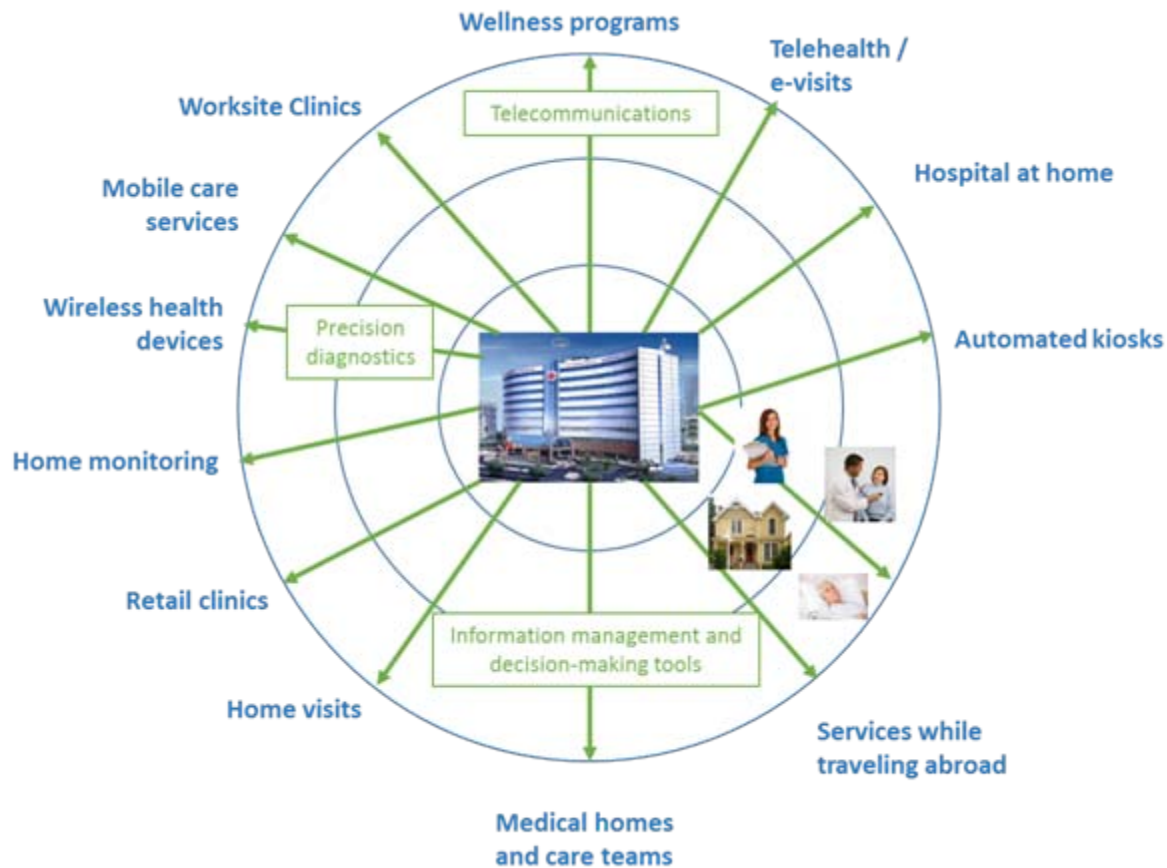 Wellness programs
Telehealth /
e-visits
Telecommunications
Worksite Clinics
Hospital at home
Mobile care
services
Wireless health
devices
Precision
diagnostics
Automated kiosks
Home monitoring
Retail clinics
Information management and
decision-making tools
Home visits
Services while
traveling abroad
Medical homes
and care teams